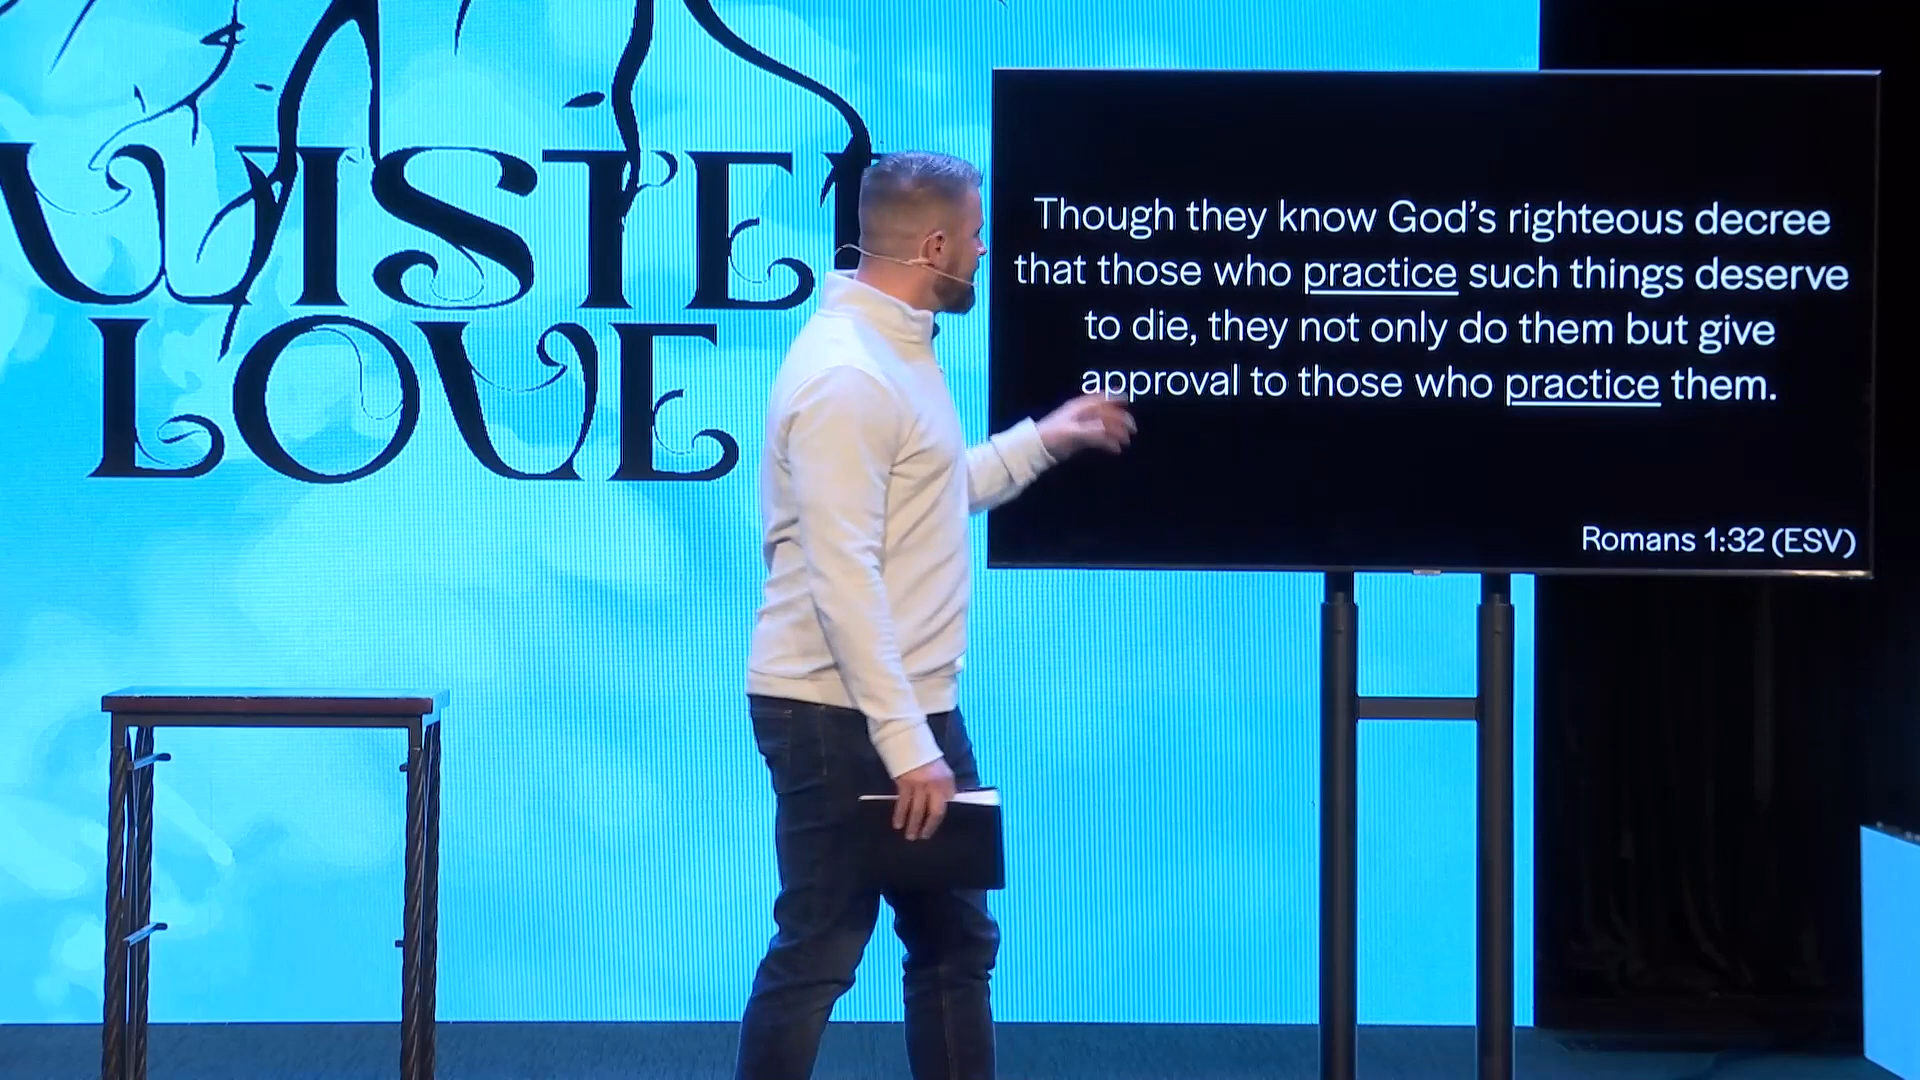 WISTE
LOVE
Though they know God’s righteous decree
that those who practice such things deserve
to die, they not only do them but give
approval to those who practice them.
Romans 1:32 (ESV)